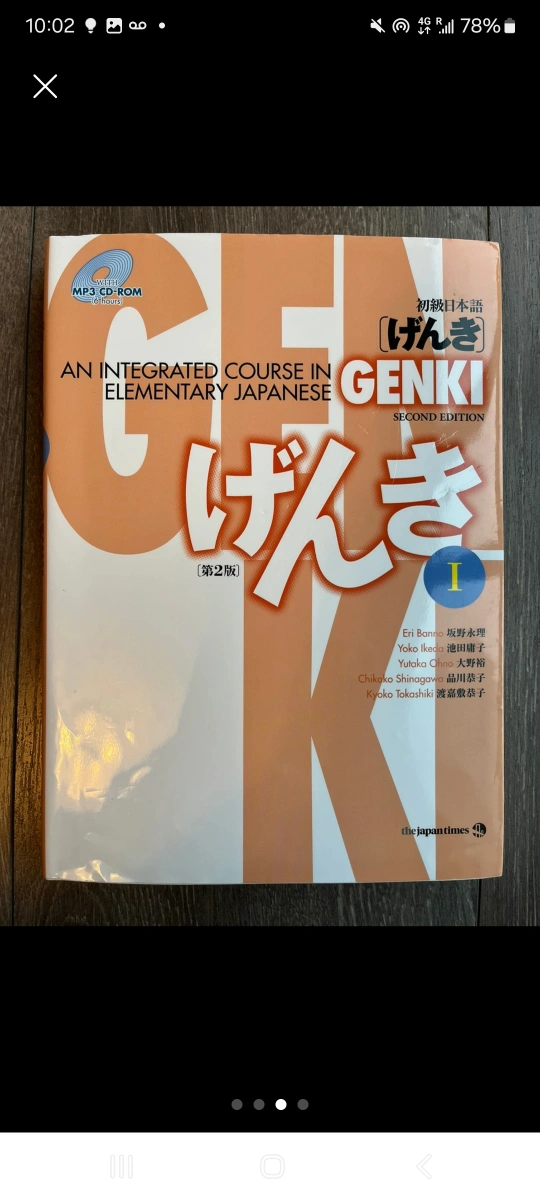 10:02
4G
R
78%
WITH
MP3 CD-ROM
16 hours
初級日本語
[げんき]
AN INTEGRATED COURSE IN
ELEMENTARY JAPANESE
GENKI
SECOND EDITION
GENKI
げんき
[第2版]
I
Eri Banno 坂野永理
Yoko Ikeda 池田庸子
Yutaka Ohno 大野裕
Chikako Shinagawa 品川恭子
Kyoko Tokashiki 渡嘉敷恭子
the japan times